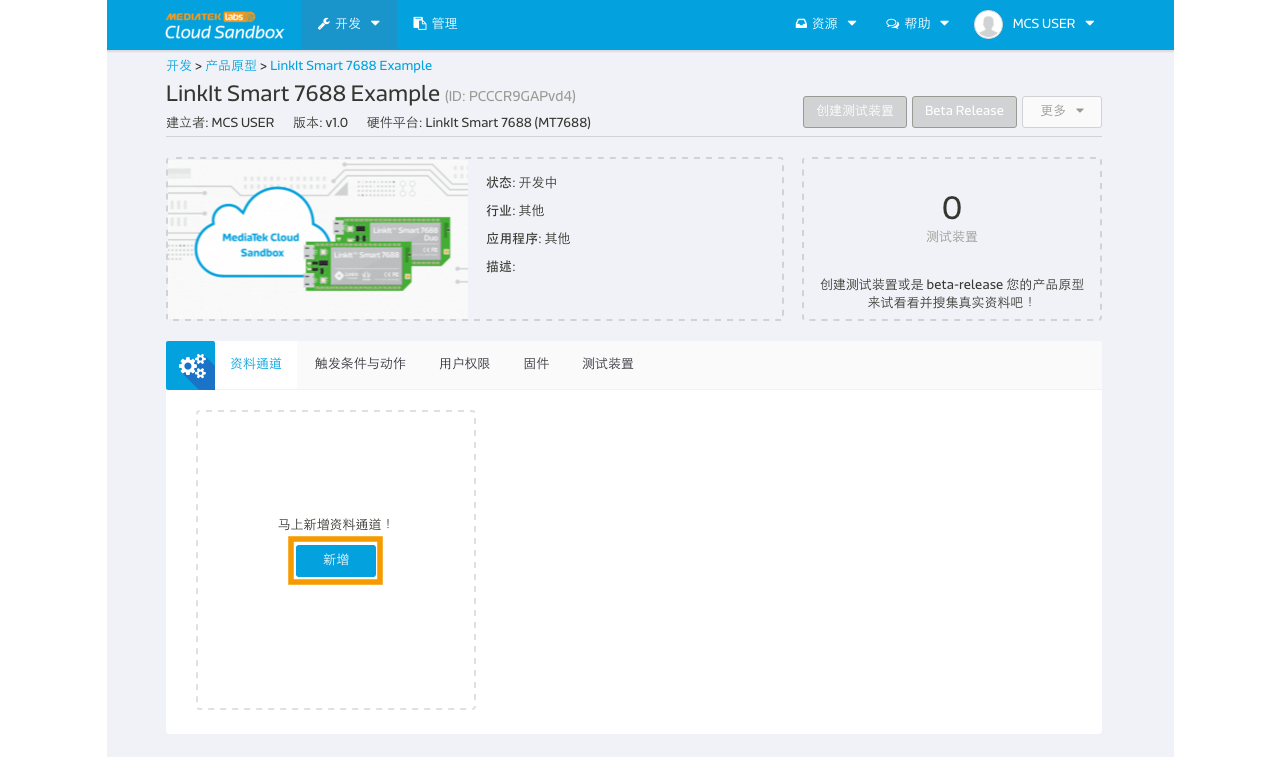 MEDIATEK labs
Cloud Sandbox
开发
管理
资源
帮助
MCS USER
开发 > 产品原型 > LinkIt Smart 7688 Example
LinkIt Smart 7688 Example (ID: PCCCR9GAPvd4)
建立者: MCS USER 版本: v1.0 硬件平台: LinkIt Smart 7688 (MT7688)
创建测试装置
Beta Release
更多
MediaTek Cloud
Sandbox
LinkIt™ Smart 7688
Duo
LinkIt™ Smart 7688
状态: 开发中
行业: 其他
应用程序: 其他
描述:
0
测试装置
创建测试装置或是 beta-release 您的产品原型
来试看看并搜集真实资料吧！
资料通道
触发条件与动作
用户权限
固件
测试装置
马上新增资料通道！
新增